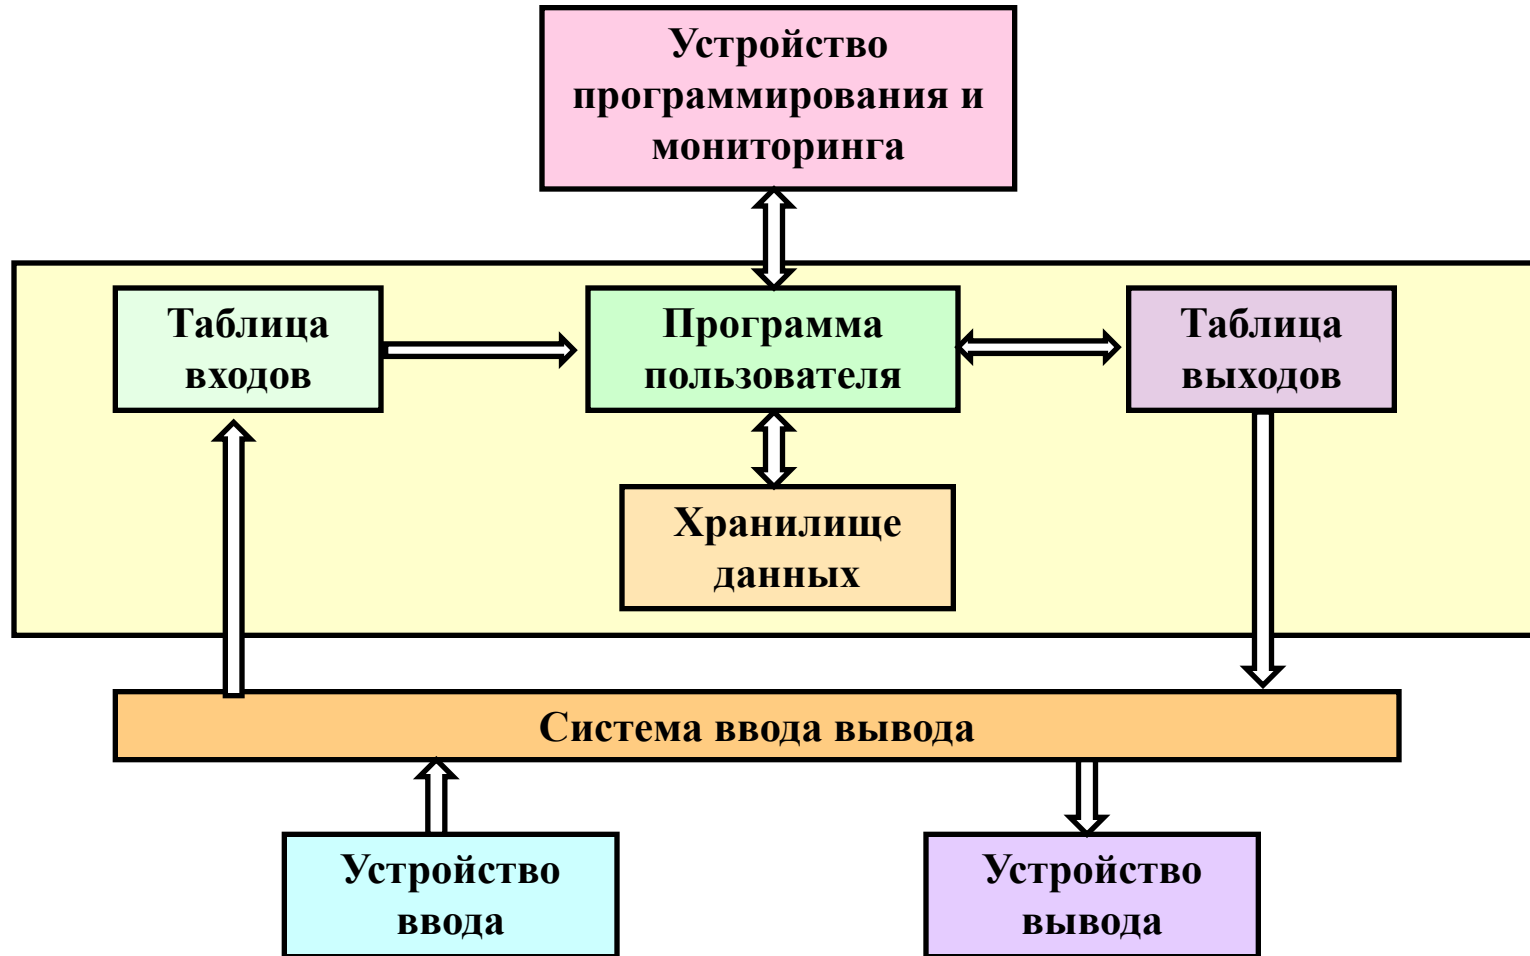 Устройство
программирования и
мониторинга
Таблица
входов
Программа
пользователя
Таблица
выходов
Хранилище
данных
Система ввода вывода
Устройство
ввода
Устройство
вывода